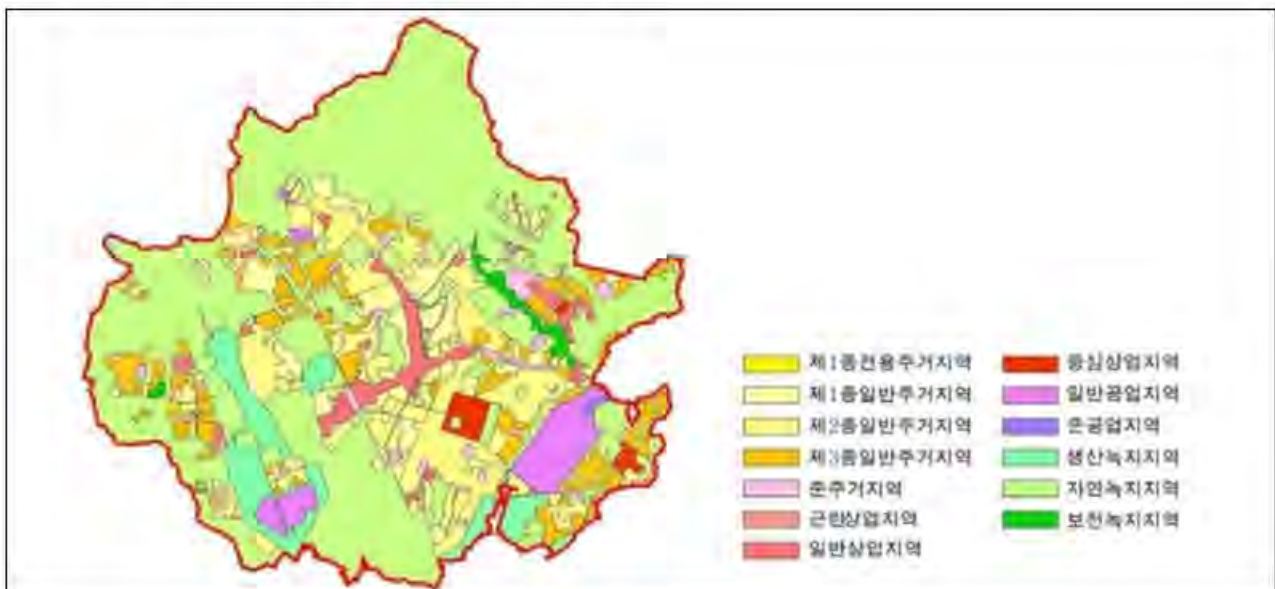 제1종전용주거지역
제1종일반주거지역
제2종일반주거지역
제3종일반주거지역
준주거지역
근린상업지역
일반상업지역
중심상업지역
일반공업지역
준공업지역
생산녹지지역
자연녹지지역
보전녹지지역